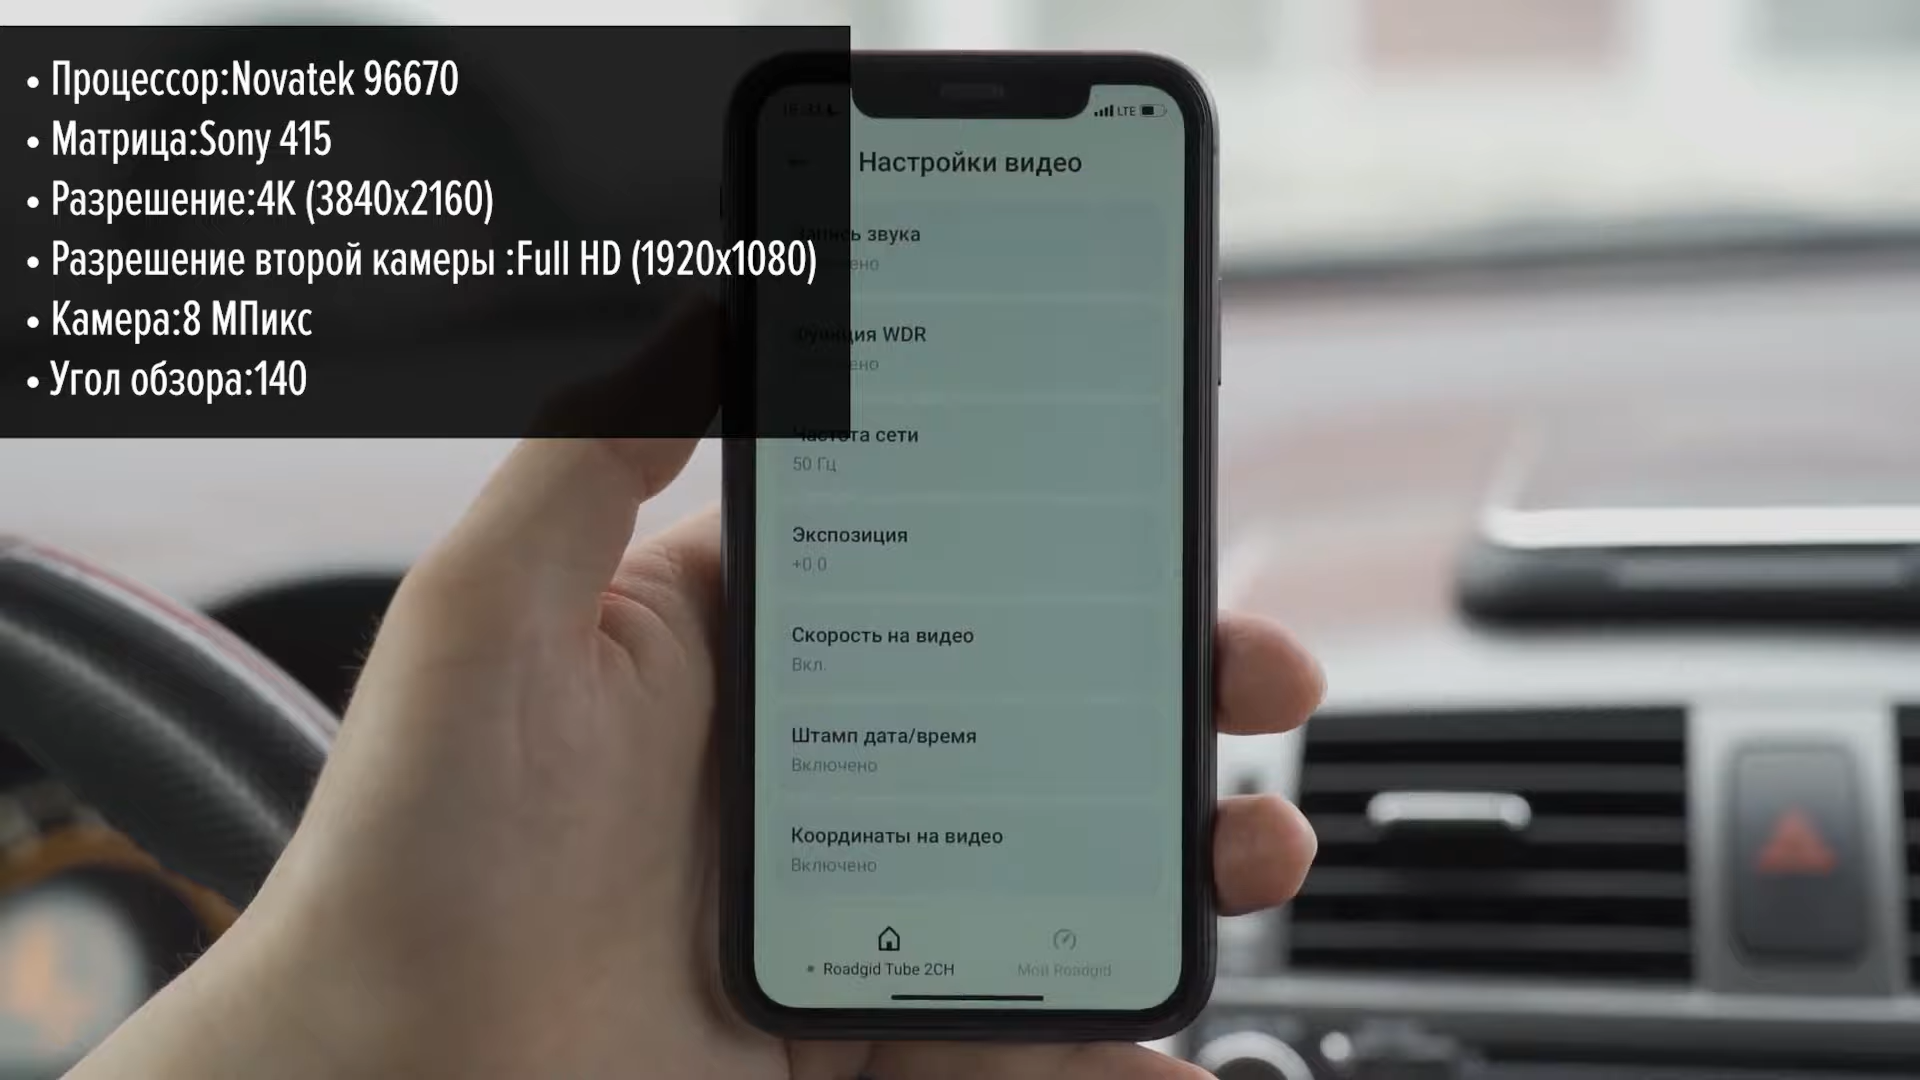 • Процессор:Novatek 96670
• Матрица:Sony 415
• Разрешение:4K (3840x2160)
• Разрешение второй камеры :Full HD (1920x1080)
• Камера:8 МПикс
• Угол обзора:140
LTE
Настройки видео
Запись звука
Функция WDR
Частота сети
50 Гц
Экспозиция
+0.0
Скорость на видео
Вкл.
Штамп дата/время
Включено
Координаты на видео
Включено
Roadgid Tube 2CH
Мой Roadgid